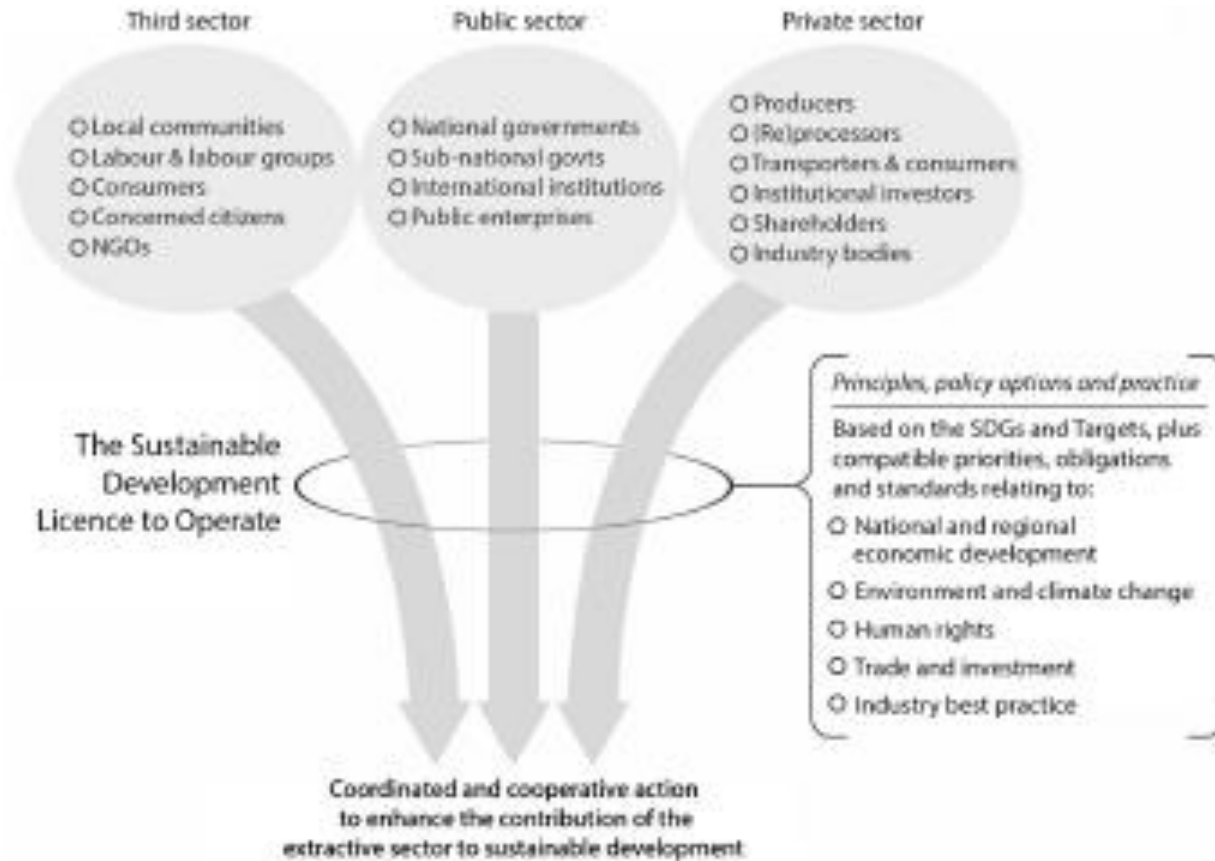 Third sector
Public sector
Private sector
Local communities
Labour & labour groups
Consumers
Concerned citizens
NGOs
National governments
Sub-national govts
International institutions
Public enterprises
Producers
(Re)processors
Transporters & consumers
Institutional investors
Shareholders
Industry bodies
The Sustainable
Development
Licence to Operate
Principles, policy options and practice
Based on the SDGs and Targets, plus
compatible priorities, obligations
and standards relating to:
National and regional
economic development
Environment and climate change
Human rights
Trade and investment
Industry best practice
Coordinated and cooperative action
to enhance the contribution of the
extractive sector to sustainable development